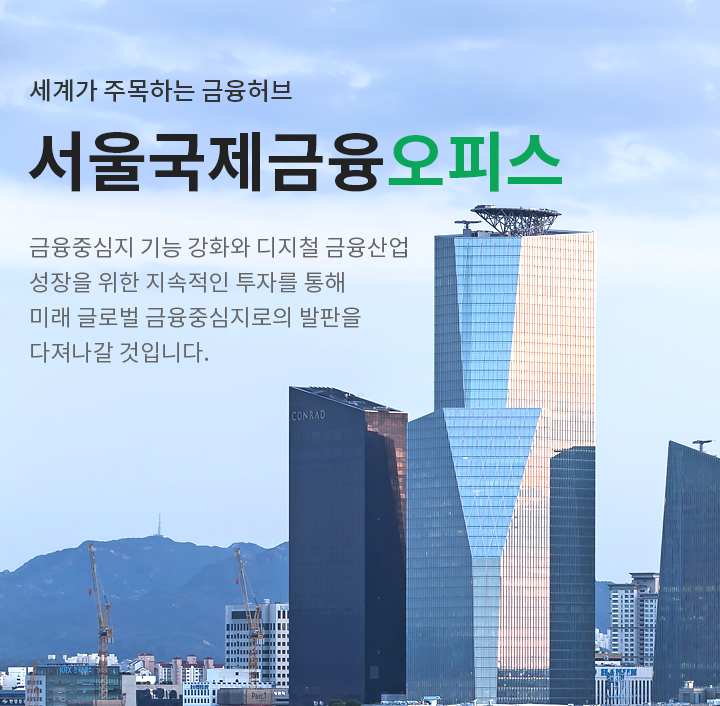 세계가 주목하는 금융허브
서울국제금융오피스
금융중심지 기능 강화와 디지철 금융산업
성장을 위한 지속적인 투자를 통해
미래 글로벌 금융중심지로의 발판을
다져나갈 것입니다.
CONRAD
KRX
Parc1